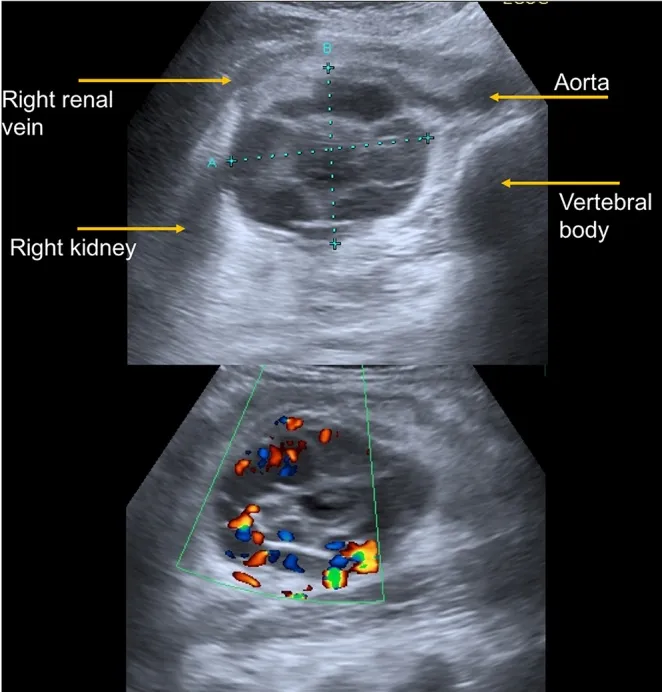 B
Right renal
vein
Aorta
A
Vertebral
body
Right kidney